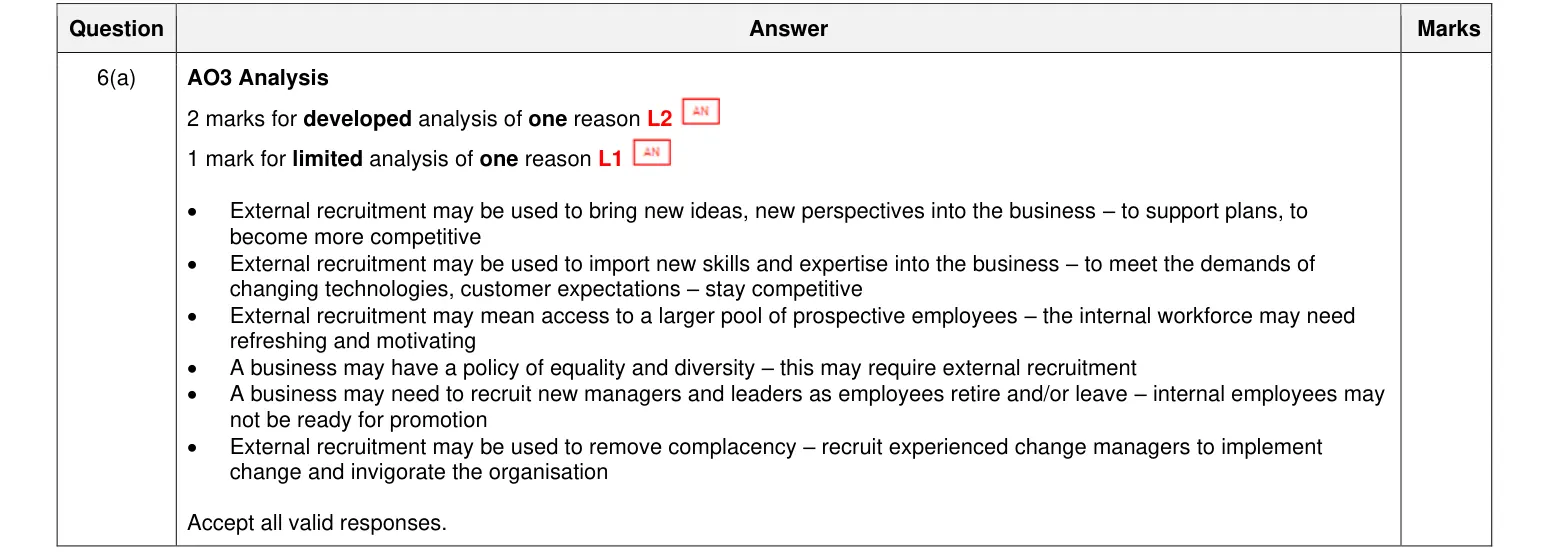 Question Answer Marks
6(a) AO3 Analysis
2 marks for developed analysis of one reason L2 AN
1 mark for limited analysis of one reason L1 AN
• External recruitment may be used to bring new ideas, new perspectives into the business – to support plans, to
become more competitive
• External recruitment may be used to import new skills and expertise into the business – to meet the demands of
changing technologies, customer expectations – stay competitive
• External recruitment may mean access to a larger pool of prospective employees – the internal workforce may need
refreshing and motivating
• A business may have a policy of equality and diversity – this may require external recruitment
• A business may need to recruit new managers and leaders as employees retire and/or leave – internal employees may
not be ready for promotion
• External recruitment may be used to remove complacency – recruit experienced change managers to implement
change and invigorate the organisation
Accept all valid responses.